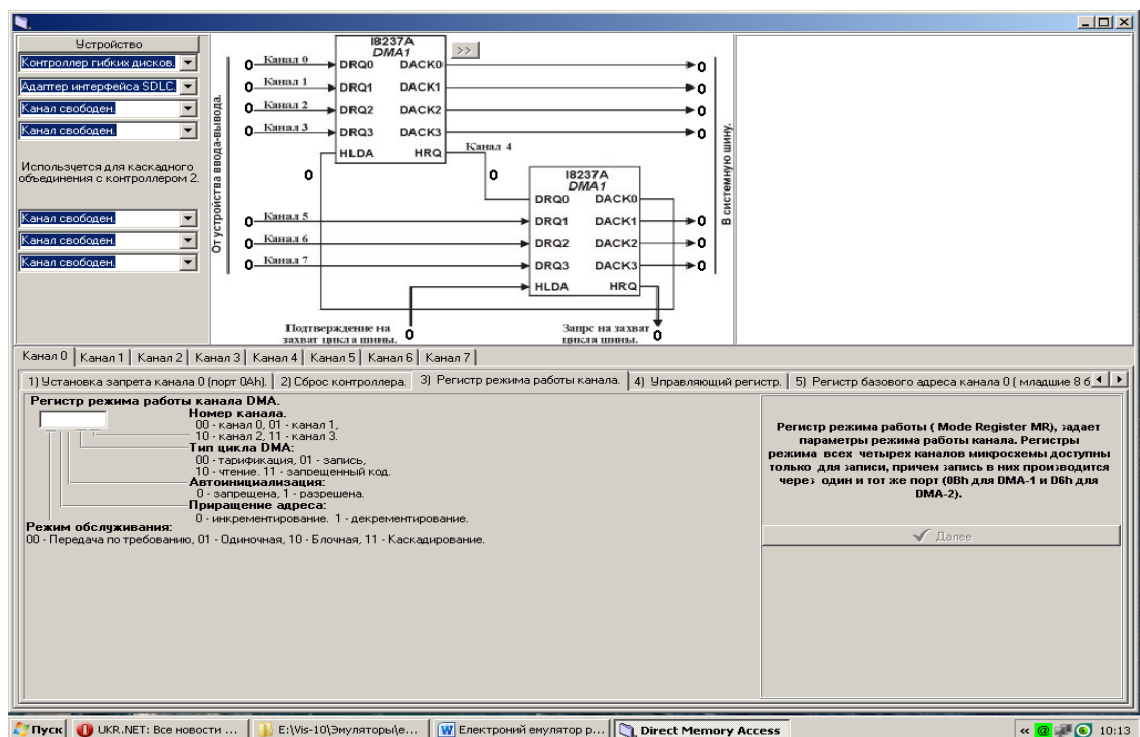 Устройство
Контроллер гибких дисков.
Адаптер интерфейса SDLC.
Канал свободен.
Канал свободен.
Используется для каскадного
объединения с контроллером 2.
Канал свободен.
Канал свободен.
Канал свободен.
От устройства ввода-вывода.
I8237A
DMA1
>>
0 Канал 0 DRQ0 DACK0 0
0 Канал 1 DRQ1 DACK1 0
0 Канал 2 DRQ2 DACK2 0
0 Канал 3 DRQ3 DACK3 0
HLDA HRQ Канал 4
0 0
I8237A
DMA1
DRQ0 DACK0
0 Канал 5 DRQ1 DACK1 0
0 Канал 6 DRQ2 DACK2 0
0 Канал 7 DRQ3 DACK3 0
HLDA HRQ
В системную шину.
Подтверждение на
захват цикла шины. 0
Запрс на захват
цикла шины. 0
Канал 0 Канал 1 Канал 2 Канал 3 Канал 4 Канал 5 Канал 6 Канал 7
1) Установка запрета канала 0 (порт 0Ah). 2) Сброс контроллера. 3) Регистр режима работы канала. 4) Управляющий регистр. 5) Регистр базового адреса канала 0 ( младшие 8 б
Регистр режима работы канала DMA.
Номер канала.
00 - канал 0, 01 - канал 1,
10 - канал 2, 11 - канал 3.
Тип цикла DMA:
00 - тарификация, 01 - запись,
10 - чтение, 11 - запрещенный код.
Автоинициализация:
0 - запрещена, 1 - разрешена.
Приращение адреса:
0 - инкрементирование. 1 - декрементирование.
Режим обслуживания:
00 - Передача по требованию, 01 - Одиночная, 10 - Блочная, 11 - Каскадирование.
Регистр режима работы ( Mode Register MR), задает
параметры режима работы канала. Регистры
режима всех четырех каналов микросхемы доступны
только для записи, причем запись в них производится
через один и тот же порт (0Bh для DMA-1 и D6h для
DMA-2).
Далее
Пуск UKR.NET: Все новости ... E:\Vis-10\Эмуляторы\е... Електроний емулятор р... Direct Memory Access « 10:13